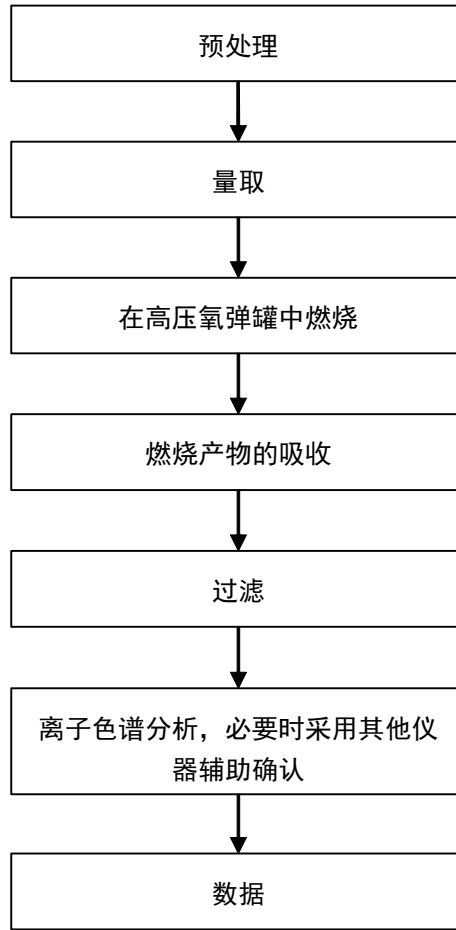 预处理
量取
在高压氧弹罐中燃烧
燃烧产物的吸收
过滤
离子色谱分析，必要时采用其他仪
器辅助确认
数据